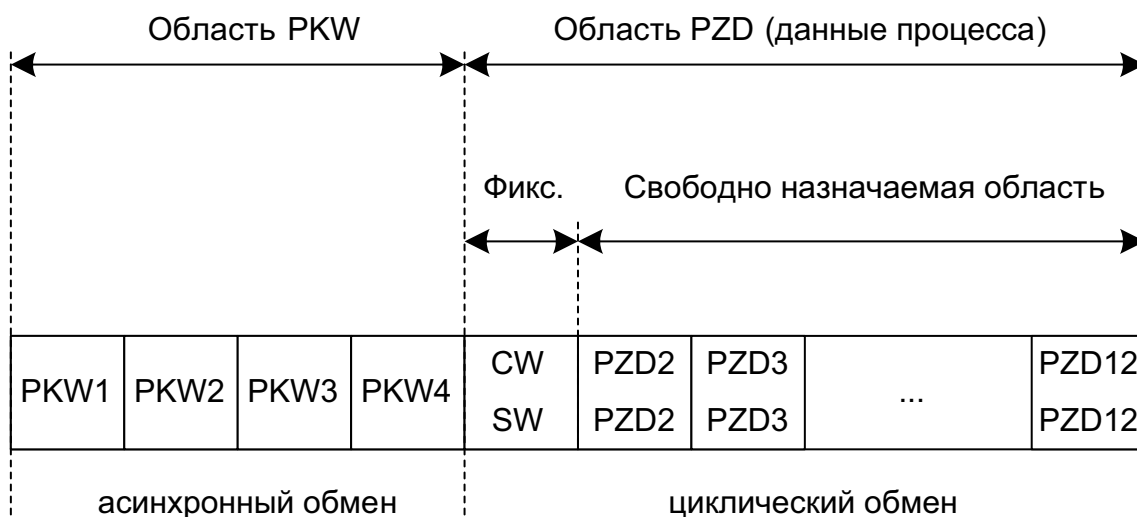 Область PKW Область PZD (данные процесса)
Фикс. Свободно назначаемая область
PKW1 PKW2 PKW3 PKW4 CW PZD2 PZD3 ... PZD12
SW PZD2 PZD3 PZD12
асинхронный обмен циклический обмен